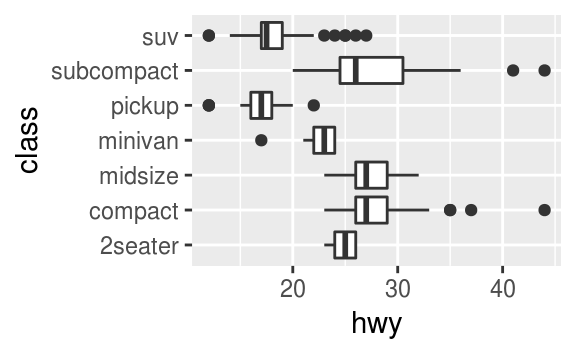 class
suv
subcompact
pickup
minivan
midsize
compact
2seater
20 30 40
hwy